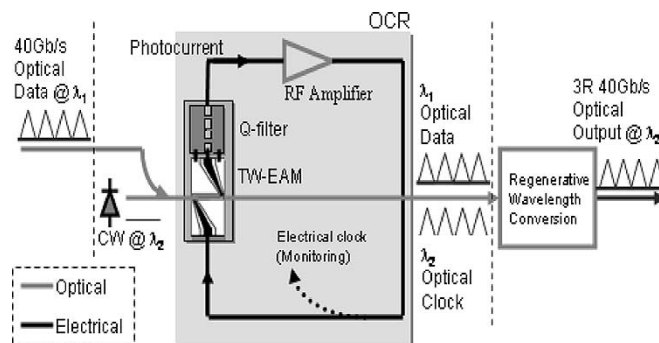 OCR
40Gb/s
Optical
Data @ λ1
Photocurrent
RF Amplifier
Q-filter
TW-EAM
CW @ λ2
Electrical clock
(Monitoring)
λ1
Optical
Data
λ2
Optical
Clock
3R 40Gb/s
Optical
Output @ λ2
Regenerative
Wavelength
Conversion
Optical
Electrical